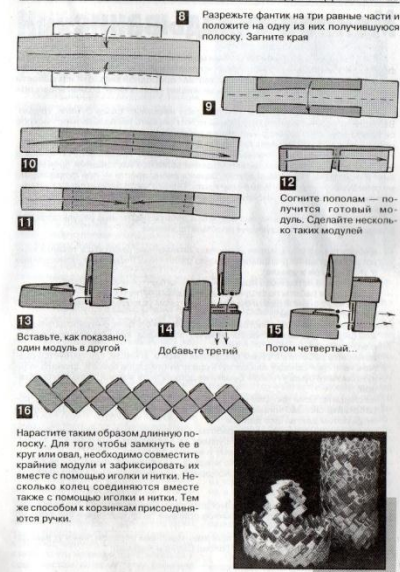 8
Разрежьте фантик на три равные части и
положите на одну из них получившуюся
полоску. Загните края
9
10
11
12
Согните пополам — по-
лучится готовый мо-
дуль. Сделайте несколь-
ко таких модулей
13
Вставьте, как показано,
один модуль в другой
14
Добавьте третий
15
Потом четвертый...
16
Нарастите таким образом длинную по-
лоску. Для того чтобы замкнуть ее в
круг или овал, необходимо совместить
крайние модули и зафиксировать их
вместе с помощью иголки и нитки. Не-
сколько колец соединяются вместе
также с помощью иголки и нитки. Тем
же способом к корзинкам присоединя-
ются ручки.